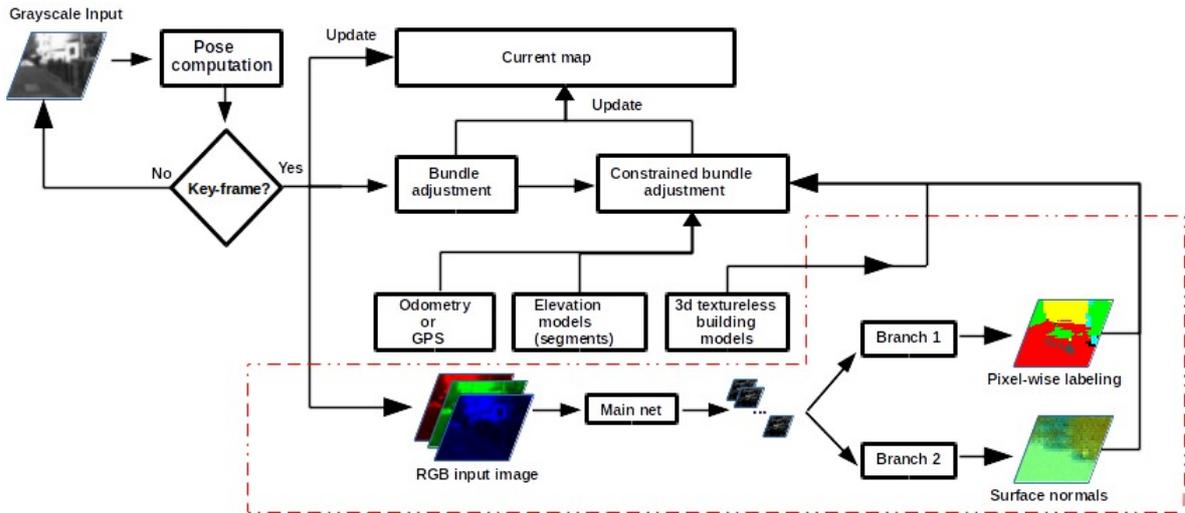 Grayscale Input
Pose
computation
Update
Current map
Update
No
Key-frame?
Yes
Bundle
adjustment
Constrained bundle
adjustment
Odometry
or
GPS
Elevation
models
(segments)
3d textureless
building
models
Branch 1
Pixel-wise labeling
Main net
...
RGB input image
Branch 2
Surface normals